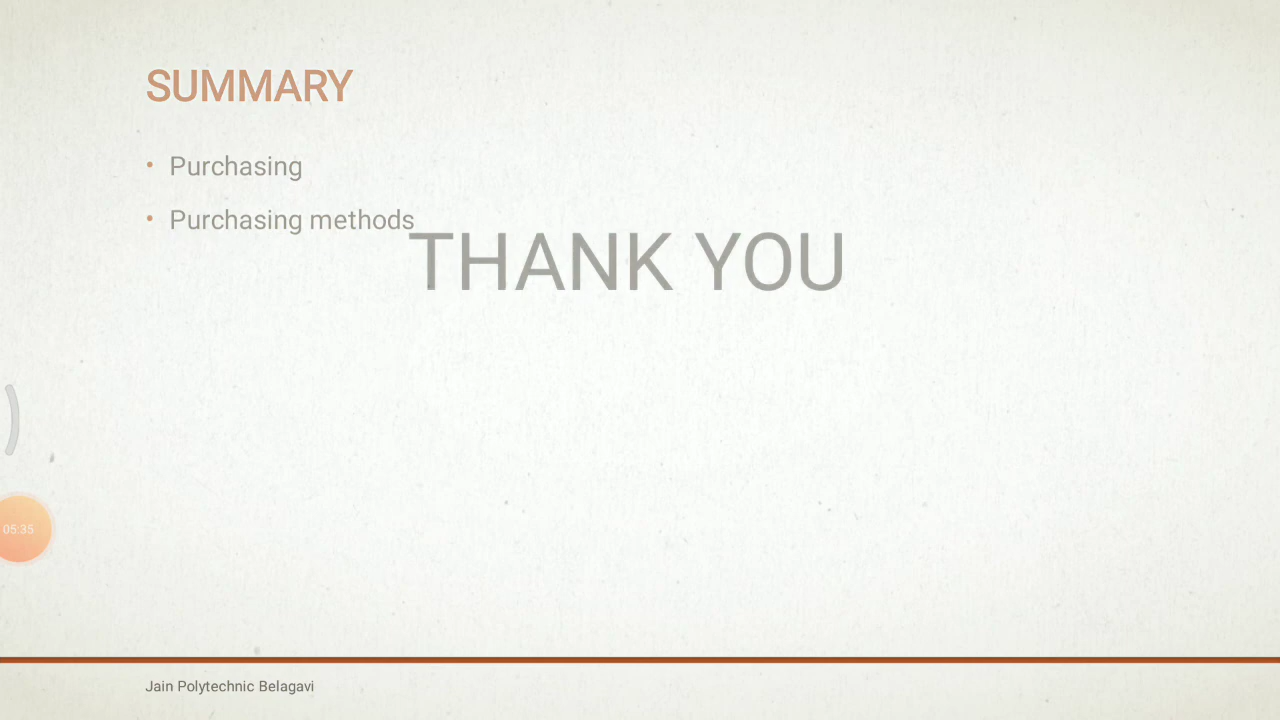 SUMMARY
• Purchasing
• Purchasing methods
THANK YOU
05:35
Jain Polytechnic Belagavi